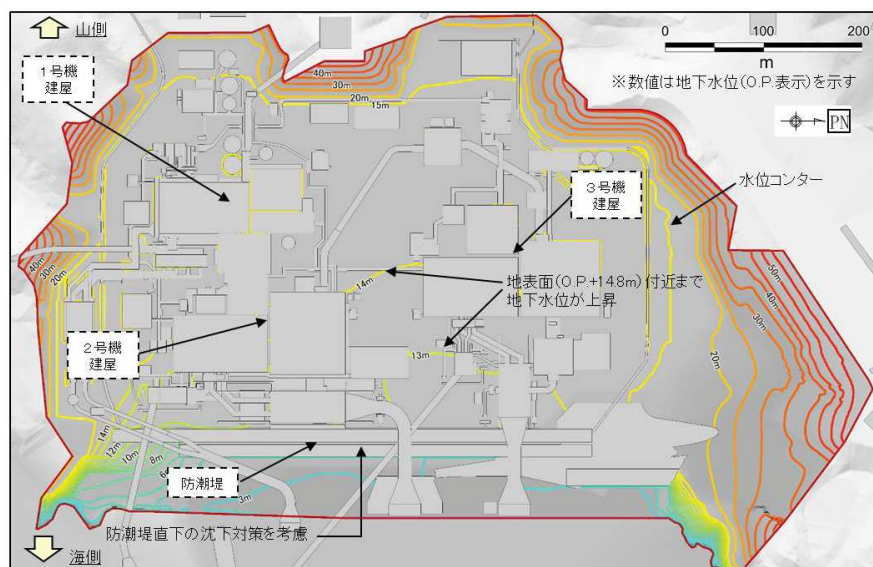 山側
0 100 200
m
※数値は地下水位(O.P.表示)を示す
PN
1号機
建屋
40m
30m
20m
15m
水位コンター
3号機
建屋
40m
30m
20m
14m
地表面(O.P.+14.8m)付近まで
地下水位が上昇
50m
40m
30m
20m
13m
2号機
建屋
14m
12m
10m
8m
防潮堤
3m
防潮堤直下の沈下対策を考慮
海側